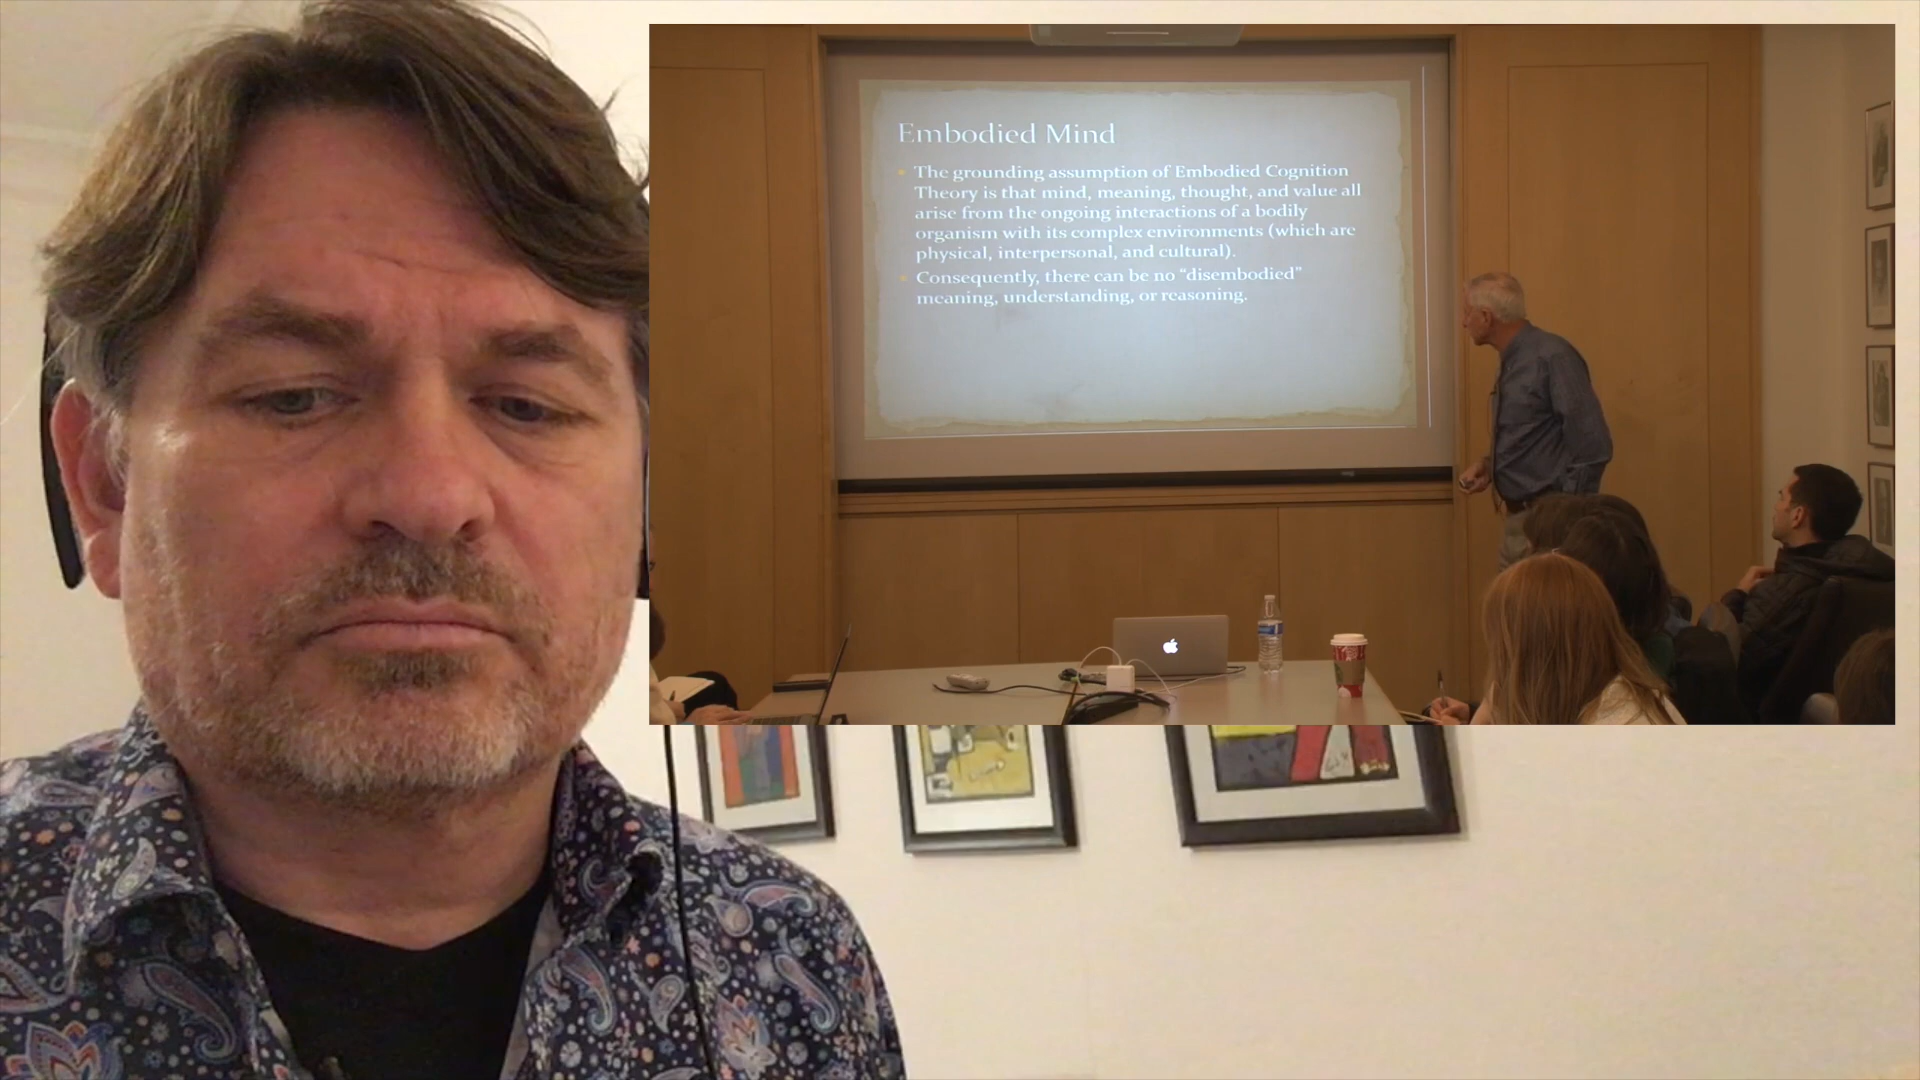 Embodied Mind
• The grounding assumption of Embodied Cognition
Theory is that mind, meaning, thought, and value all
arise from the ongoing interactions of a bodily
organism with its complex environments (which are
physical, interpersonal, and cultural).
• Consequently, there can be no “disembodied”
meaning, understanding, or reasoning.